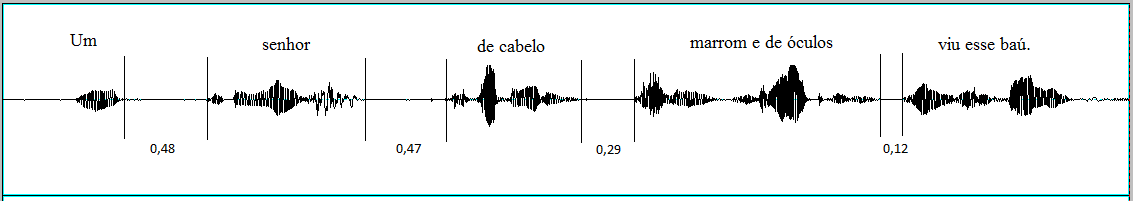 Um senhor de cabelo marrom e de óculos viu esse baú.
0,48 0,47 0,29 0,12